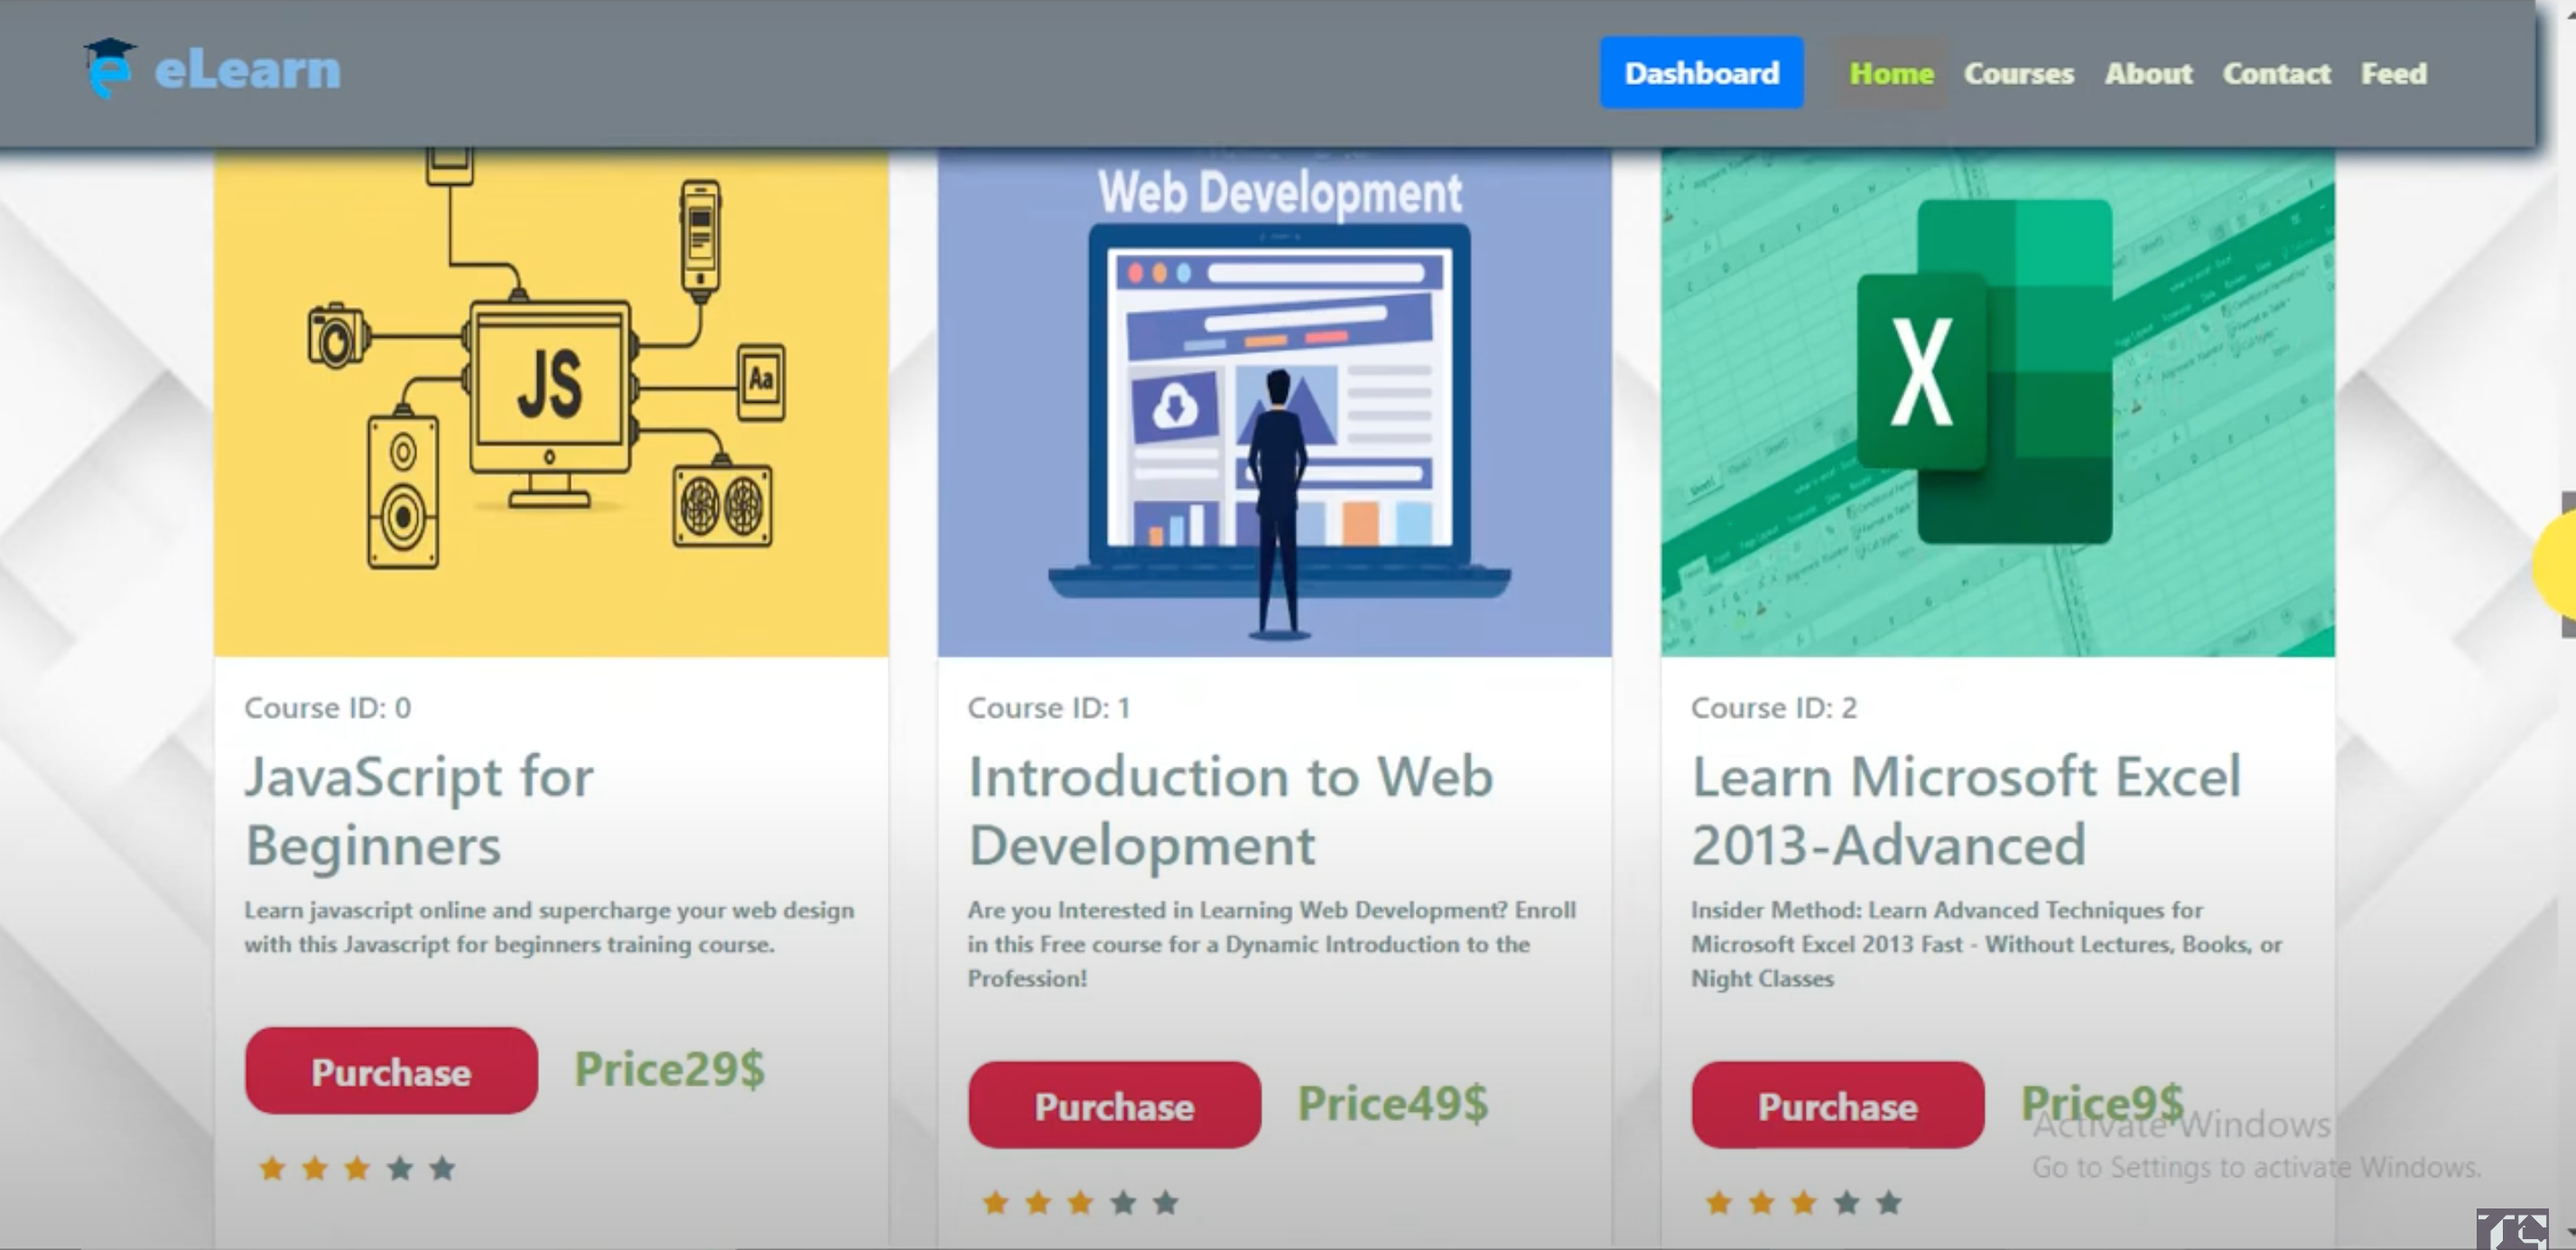 eLearn
Dashboard
Home
Courses
About
Contact
Feed
JS
Aa
Web Development
X
Course ID: 0
JavaScript for
Beginners
Learn javascript online and supercharge your web design
with this Javascript for beginners training course.
Purchase
Price29$
Course ID: 1
Introduction to Web
Development
Are you Interested in Learning Web Development? Enroll
in this Free course for a Dynamic Introduction to the
Profession!
Purchase
Price49$
Course ID: 2
Learn Microsoft Excel
2013-Advanced
Insider Method: Learn Advanced Techniques for
Microsoft Excel 2013 Fast - Without Lectures, Books, or
Night Classes
Purchase
Price9$
Activate Windows
Go to Settings to activate Windows.